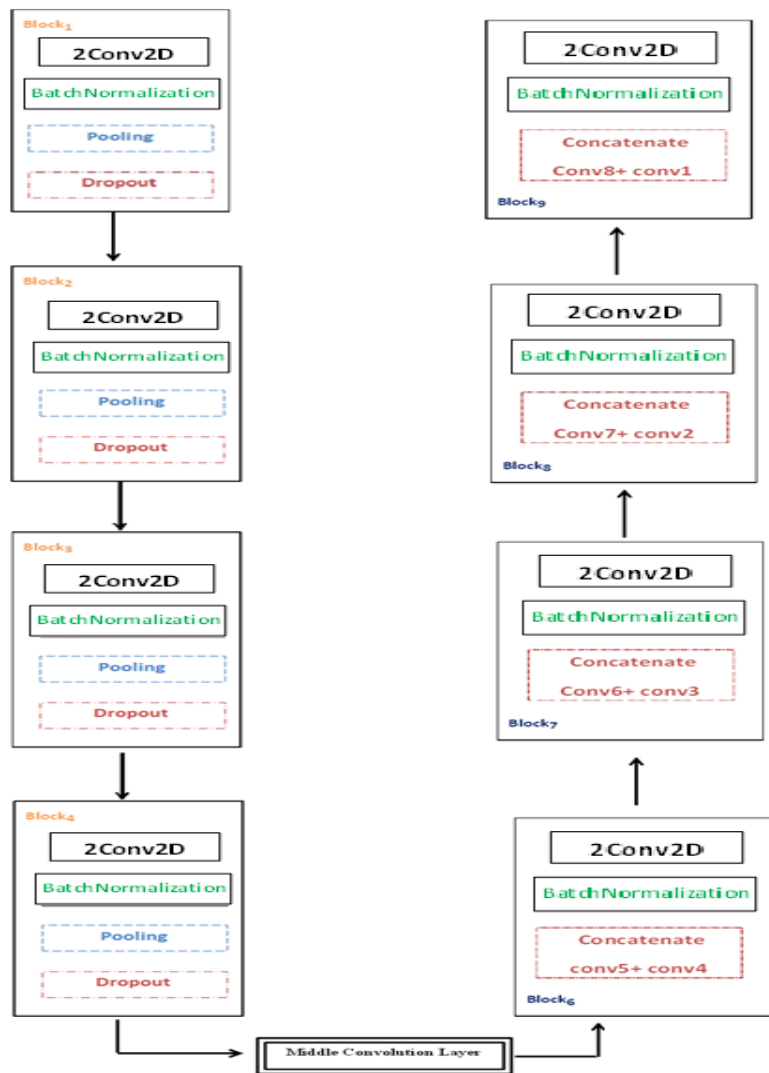 Block1
2Conv2D
BatchNormalization
Pooling
Dropout
Block2
2Conv2D
BatchNormalization
Pooling
Dropout
Block3
2Conv2D
BatchNormalization
Pooling
Dropout
Block4
2Conv2D
BatchNormalization
Pooling
Dropout
Middle Convolution Layer
2Conv2D
BatchNormalization
Concatenate
conv5+ conv4
Block6
2Conv2D
BatchNormalization
Concatenate
Conv6+ conv3
Block7
2Conv2D
BatchNormalization
Concatenate
Conv7+ conv2
Block8
2Conv2D
BatchNormalization
Concatenate
Conv8+ conv1
Block9